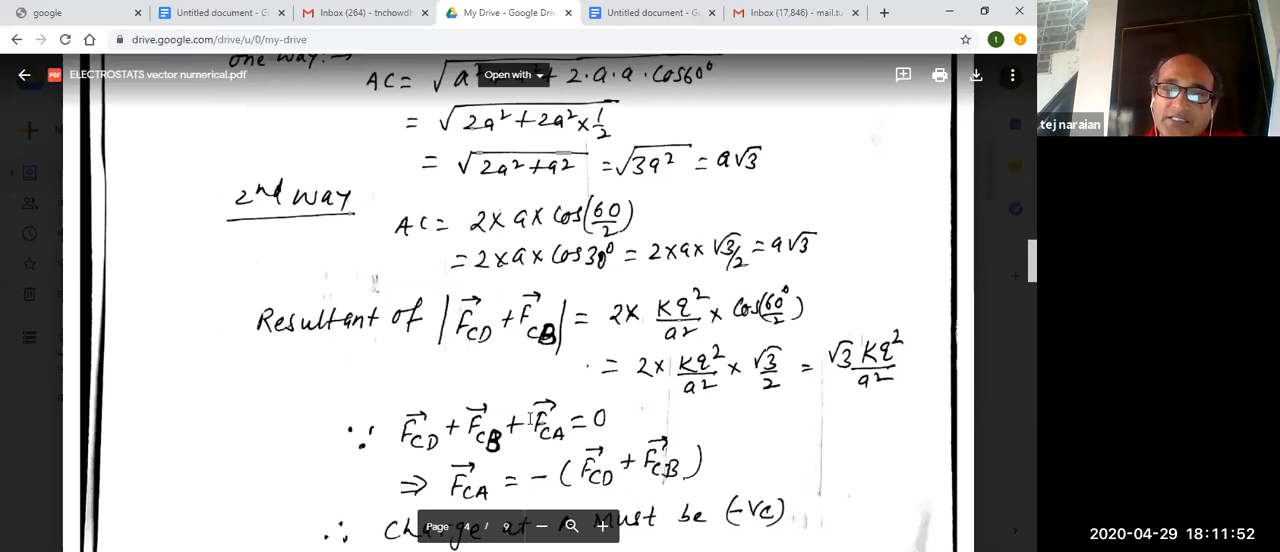 google
Untitled document - G
Inbox (264) - tnchowdh
My Drive - Google Driv
Untitled document - Goo
Inbox (17,846) - mail.tu
drive.google.com/drive/u/0/my-drive
t
one way:→
ELECTROSTATS vector numerical.pdf
Open with
AC = √ + 2·a·a·cos60°
= √2a²+2a²×1/2
= √2a²+a² = √3a² = a√3
2nd way
AC = 2×a×cos(60/2)
= 2×a×cos30° = 2×a×√3/2 = a√3
Resultant of |F⃗CD + F⃗CB| = 2× Kq²/a² × cos(60°/2)
= 2× Kq²/a² × √3/2 = √3 Kq²/a²
∵ F⃗CD + F⃗CB + F⃗CA = 0
⇒ F⃗CA = -(F⃗CD + F⃗CB)
∴ Charge at must be (-ve)
Page 4 / 9
tej naraian
2020-04-29 18:11:52